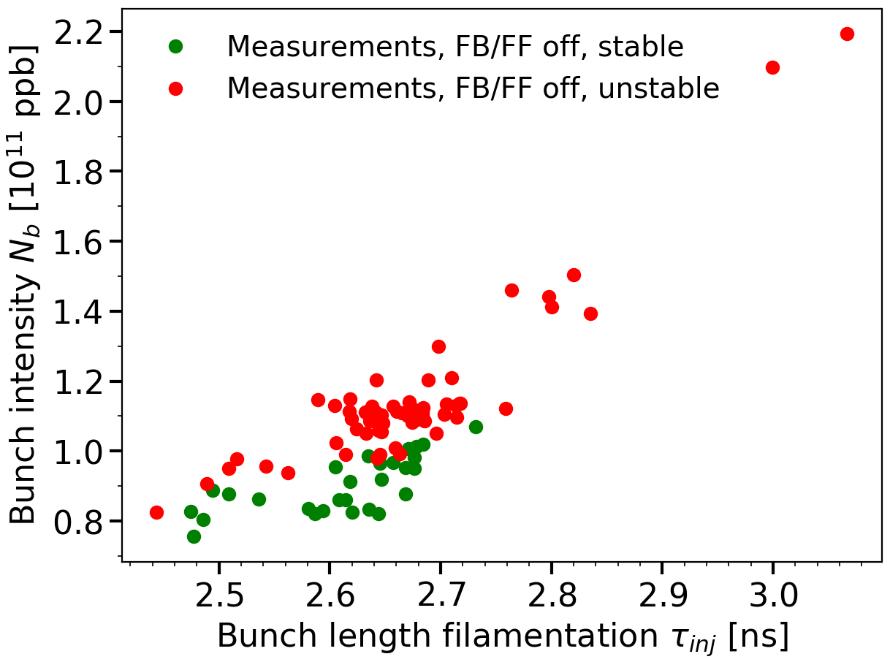 Measurements, FB/FF off, stable
Measurements, FB/FF off, unstable
2.2
2.0
1.8
1.6
1.4
1.2
1.0
0.8
Bunch intensity N_b [10^11 ppb]
2.5 2.6 2.7 2.8 2.9 3.0
Bunch length filamentation τ_inj [ns]